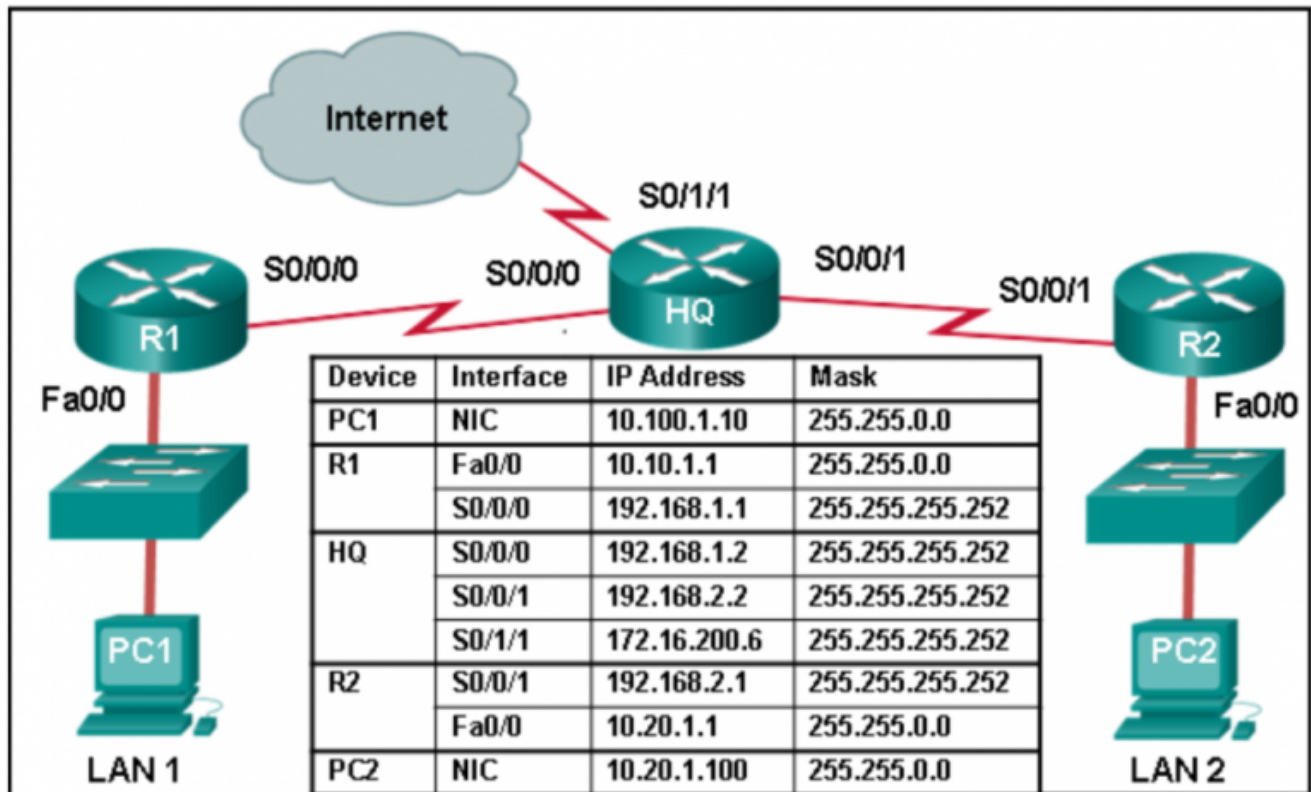 Internet
S0/1/1
S0/0/0
S0/0/0
S0/0/1
S0/0/1
R1
HQ
R2
Fa0/0
Fa0/0
Device Interface IP Address Mask
PC1 NIC 10.100.1.10 255.255.0.0
R1 Fa0/0 10.10.1.1 255.255.0.0
S0/0/0 192.168.1.1 255.255.255.252
HQ S0/0/0 192.168.1.2 255.255.255.252
S0/0/1 192.168.2.2 255.255.255.252
S0/1/1 172.16.200.6 255.255.255.252
R2 S0/0/1 192.168.2.1 255.255.255.252
Fa0/0 10.20.1.1 255.255.0.0
PC2 NIC 10.20.1.100 255.255.0.0
PC1
PC2
LAN 1
LAN 2